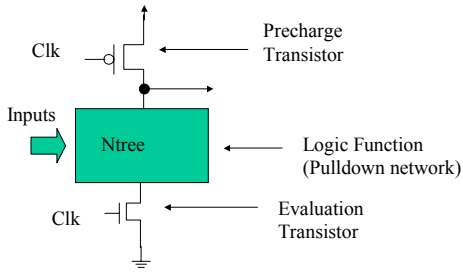 Clk
Precharge
Transistor
Inputs
Ntree
Logic Function
(Pulldown network)
Clk
Evaluation
Transistor